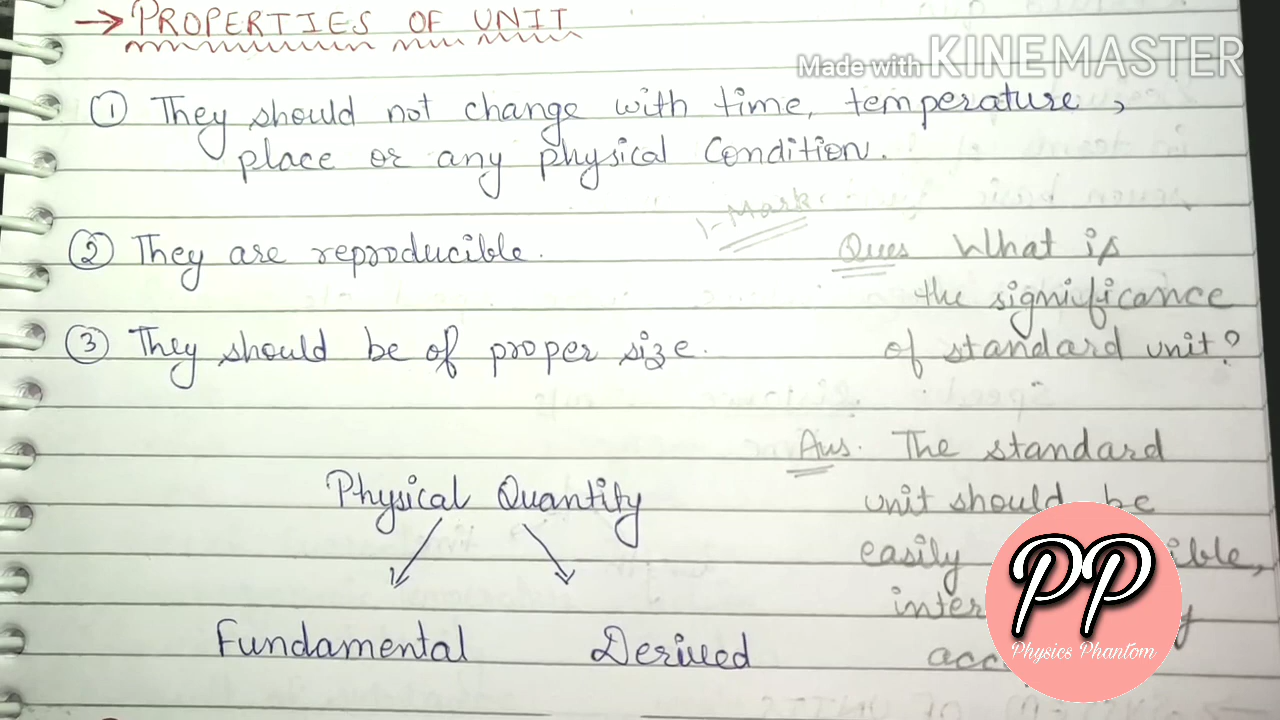 → PROPERTIES OF UNIT
Made with KINEMASTER
① They should not change with time, temperature,
place or any physical condition.
1-Mark.
② They are reproducible.
Ques What is
the significance
of standard unit?
③ They should be of proper size.
Ans. The standard
unit should be
easily
Physical Quantity
Fundamental
Derived
PP
Physics Phantom